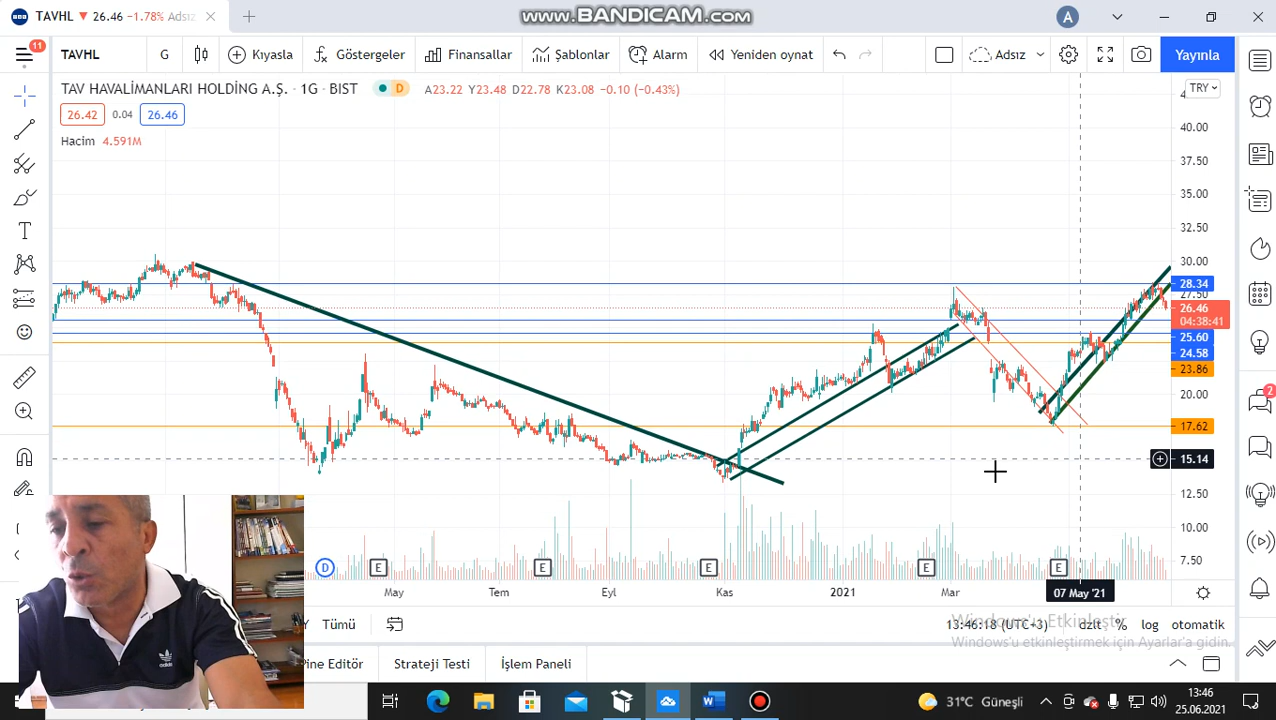 TAVHL 26.46 −1.78% Adsız
www.BANDICAM.com
A
11
TAVHL
G
Kıyasla
Göstergeler
Finansallar
Şablonlar
Alarm
Yeniden oynat
Adsız
Yayınla
TAV HAVALİMANLARI HOLDİNG A.Ş. · 1G · BIST
D
A23.22 Y23.48 D22.78 K23.08 −0.10 (−0.43%)
TRY
26.42 0.04 26.46
Hacim 4.591M
40.00
37.50
35.00
32.50
30.00
28.34
27.50
26.46
04:38:41
25.60
24.58
23.86
20.00
17.62
15.14
12.50
10.00
7.50
2
D E E E E E
May Tem Eyl Kas 2021 Mar 07 May '21
Tümü
13:46:18 (UTC+3) % log otomatik
Windows'u Etkinleştir
Windows'u etkinleştirmek için Ayarlar'a gidin.
Pine Editör Strateji Testi İşlem Paneli
adidas
31°C Güneşli
13:46
25.06.2021